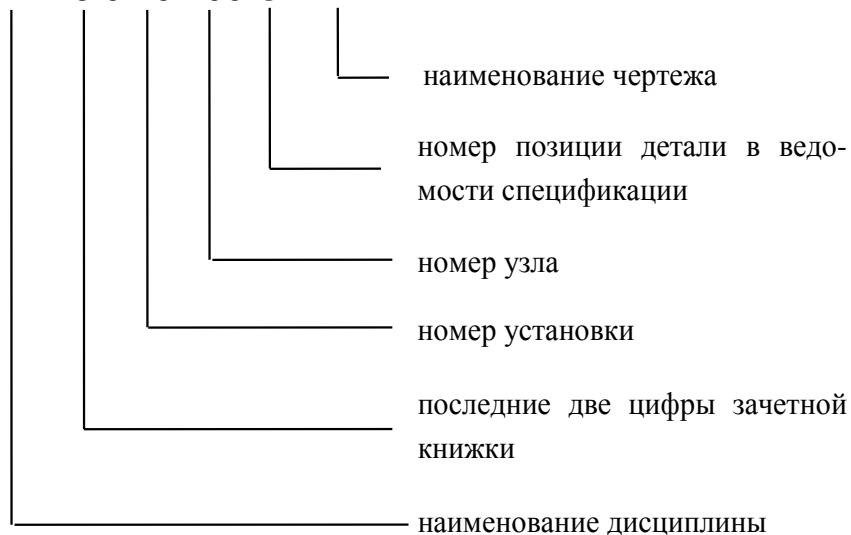 наименование чертежа
номер позиции детали в ведо-
мости спецификации
номер узла
номер установки
последние две цифры зачетной
книжки
наименование дисциплины